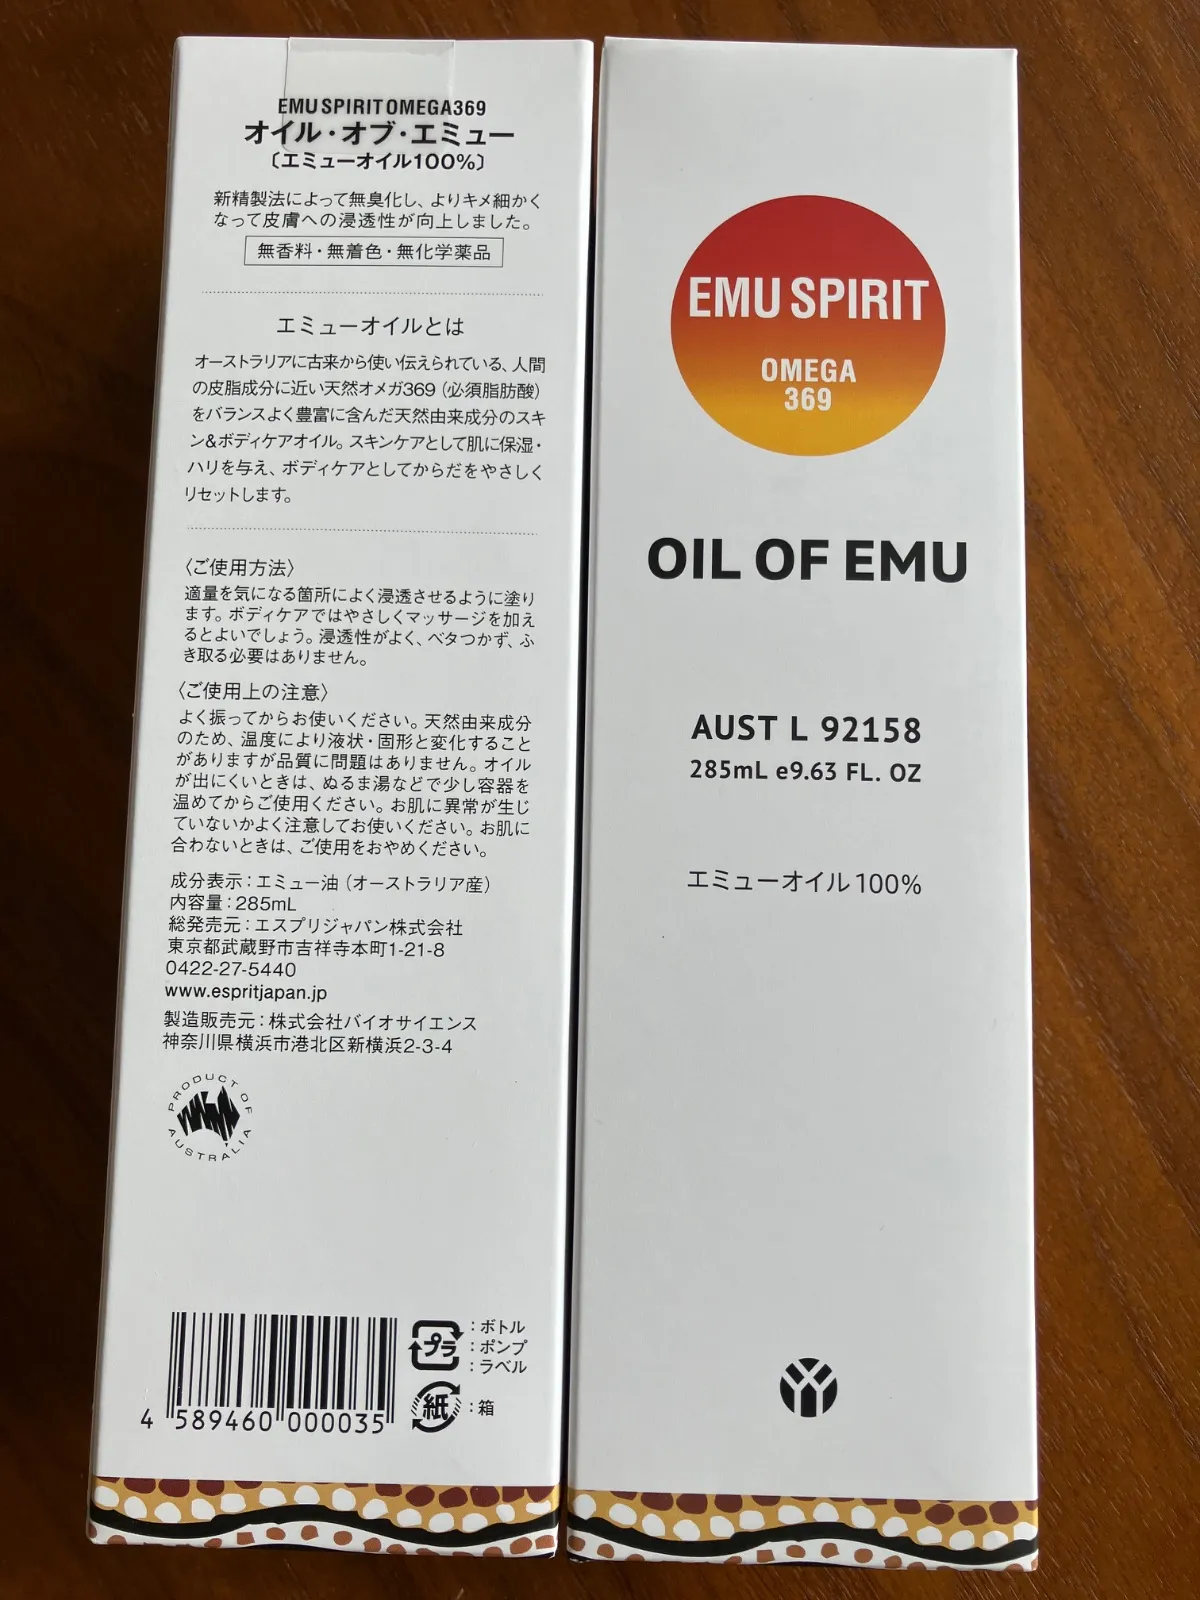 EMU SPIRIT OMEGA369
オイル・オブ・エミュー
〔エミューオイル100%〕
新精製法によって無臭化し、よりキメ細かく
なって皮膚への浸透性が向上しました。
無香料・無着色・無化学薬品
エミューオイルとは
オーストラリアに古来から使い伝えられている、人間
の皮脂成分に近い天然オメガ369（必須脂肪酸）
をバランスよく豊富に含んだ天然由来成分のスキ
ン&ボディケアオイル。スキンケアとして肌に保湿・
ハリを与え、ボディケアとしてからだをやさしく
リセットします。
〈ご使用方法〉
適量を気になる箇所によく浸透させるように塗り
ます。ボディケアではやさしくマッサージを加え
るとよいでしょう。浸透性がよく、ベタつかず、ふ
き取る必要はありません。
〈ご使用上の注意〉
よく振ってからお使いください。天然由来成分
のため、温度により液状・固形と変化すること
がありますが品質に問題はありません。オイル
が出にくいときは、ぬるま湯などで少し容器を
温めてからご使用ください。お肌に異常が生じ
ていないかよく注意してお使いください。お肌に
合わないときは、ご使用をおやめください。
成分表示：エミュー油（オーストラリア産）
内容量：285mL
総発売元：エスプリジャパン株式会社
東京都武蔵野市吉祥寺本町1-21-8
0422-27-5440
www.espritjapan.jp
製造販売元：株式会社バイオサイエンス
神奈川県横浜市港北区新横浜2-3-4
PRODUCT OF
AUSTRALIA
4 589460 000035
プラ
：ボトル
：ポンプ
：ラベル
紙
：箱
EMU SPIRIT
OMEGA
369
OIL OF EMU
AUST L 92158
285mL e9.63 FL. OZ
エミューオイル100%